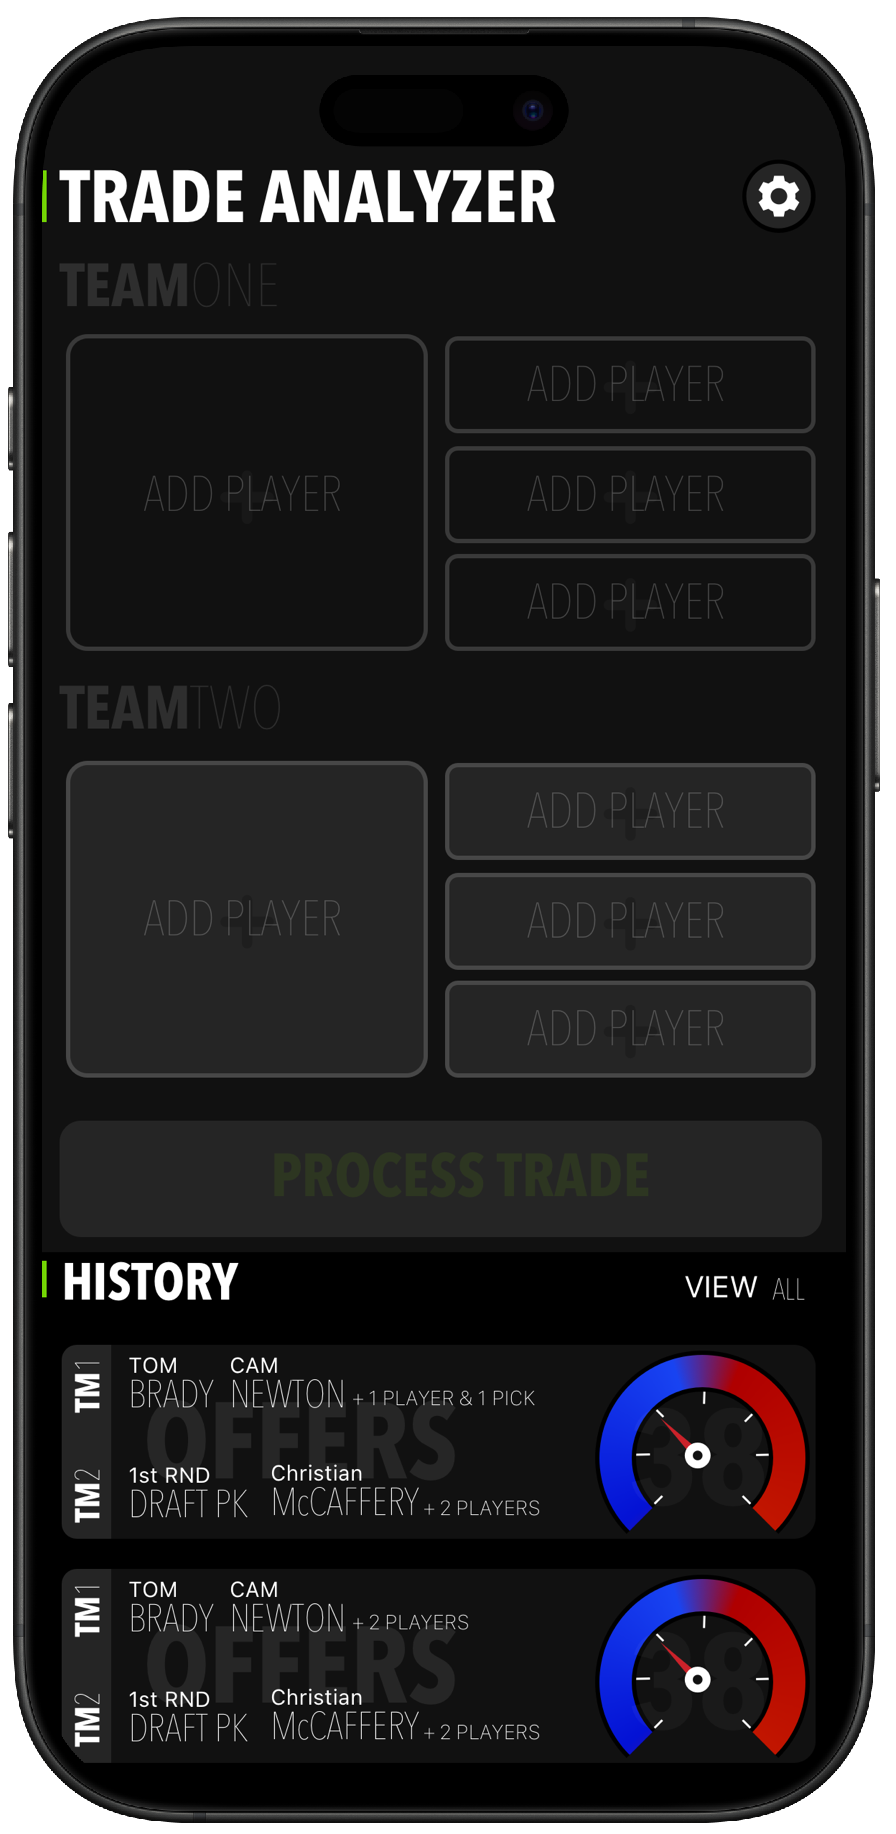 TRADE ANALYZER
TEAMONE
ADD PLAYER
ADD PLAYER
ADD PLAYER
ADD PLAYER
TEAMTWO
ADD PLAYER
ADD PLAYER
ADD PLAYER
ADD PLAYER
PROCESS TRADE
HISTORY
VIEW ALL
TM1
TOM CAM
BRADY NEWTON + 1 PLAYER & 1 PICK
OFFERS
38
TM2
1st RND Christian
DRAFT PK McCAFFERY + 2 PLAYERS
TM1
TOM CAM
BRADY NEWTON + 2 PLAYERS
OFFERS
38
TM2
1st RND Christian
DRAFT PK McCAFFERY + 2 PLAYERS